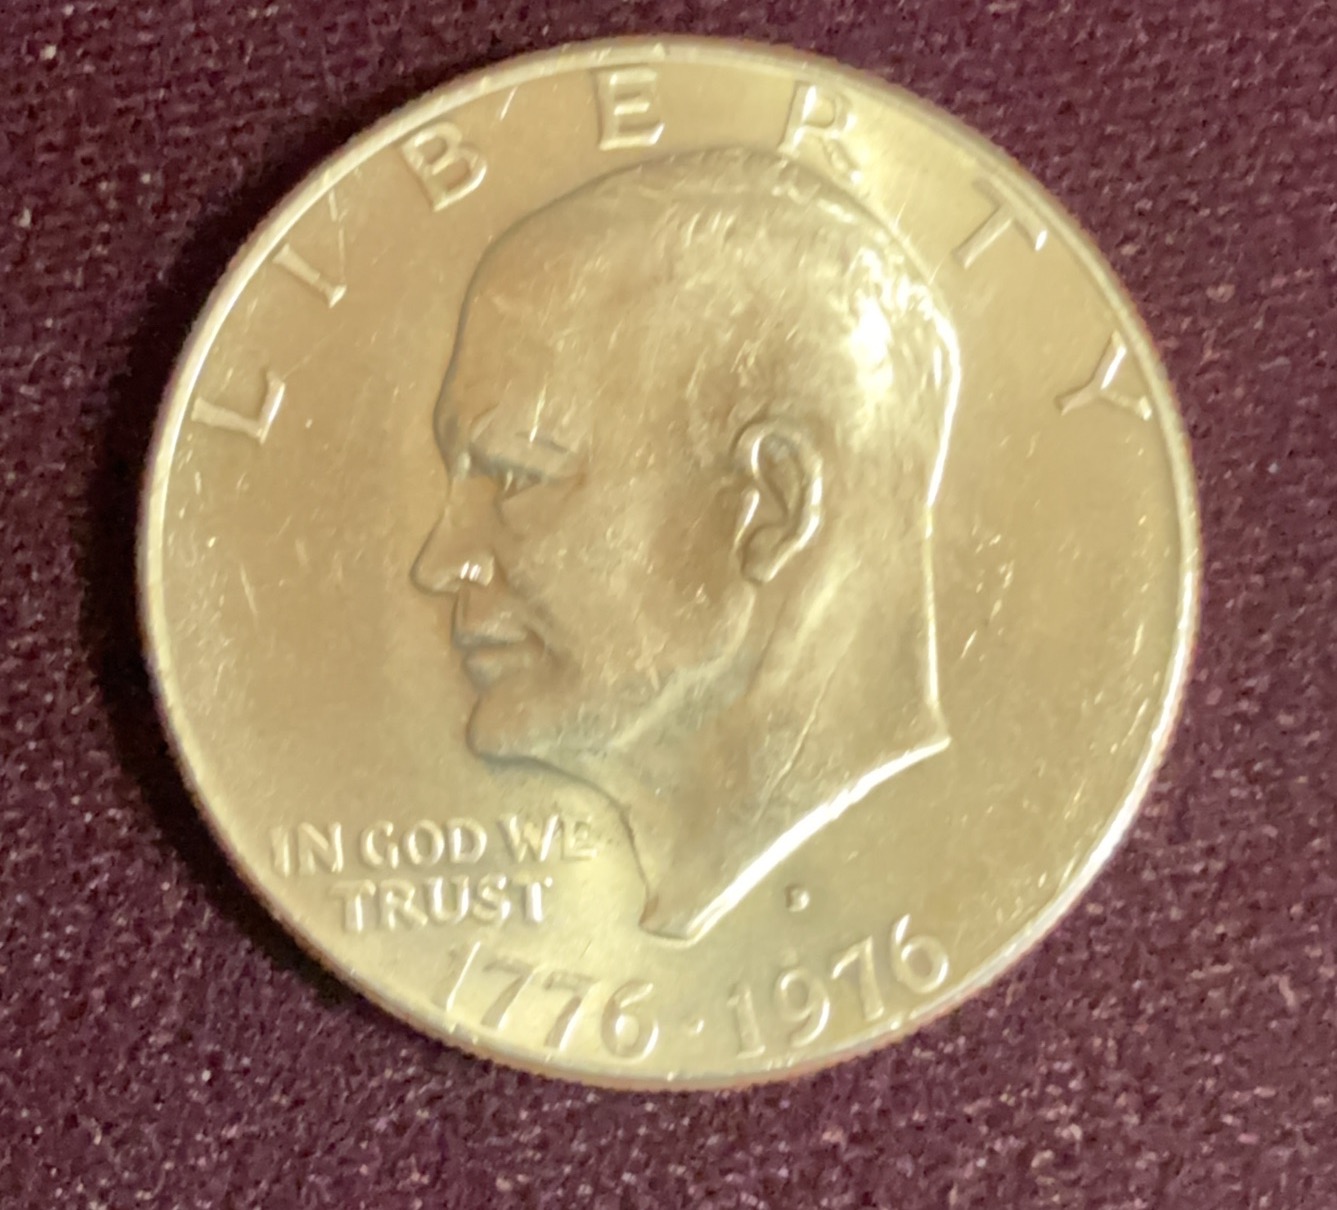 LIBERTY
IN GOD WE
TRUST
D
1776 · 1976